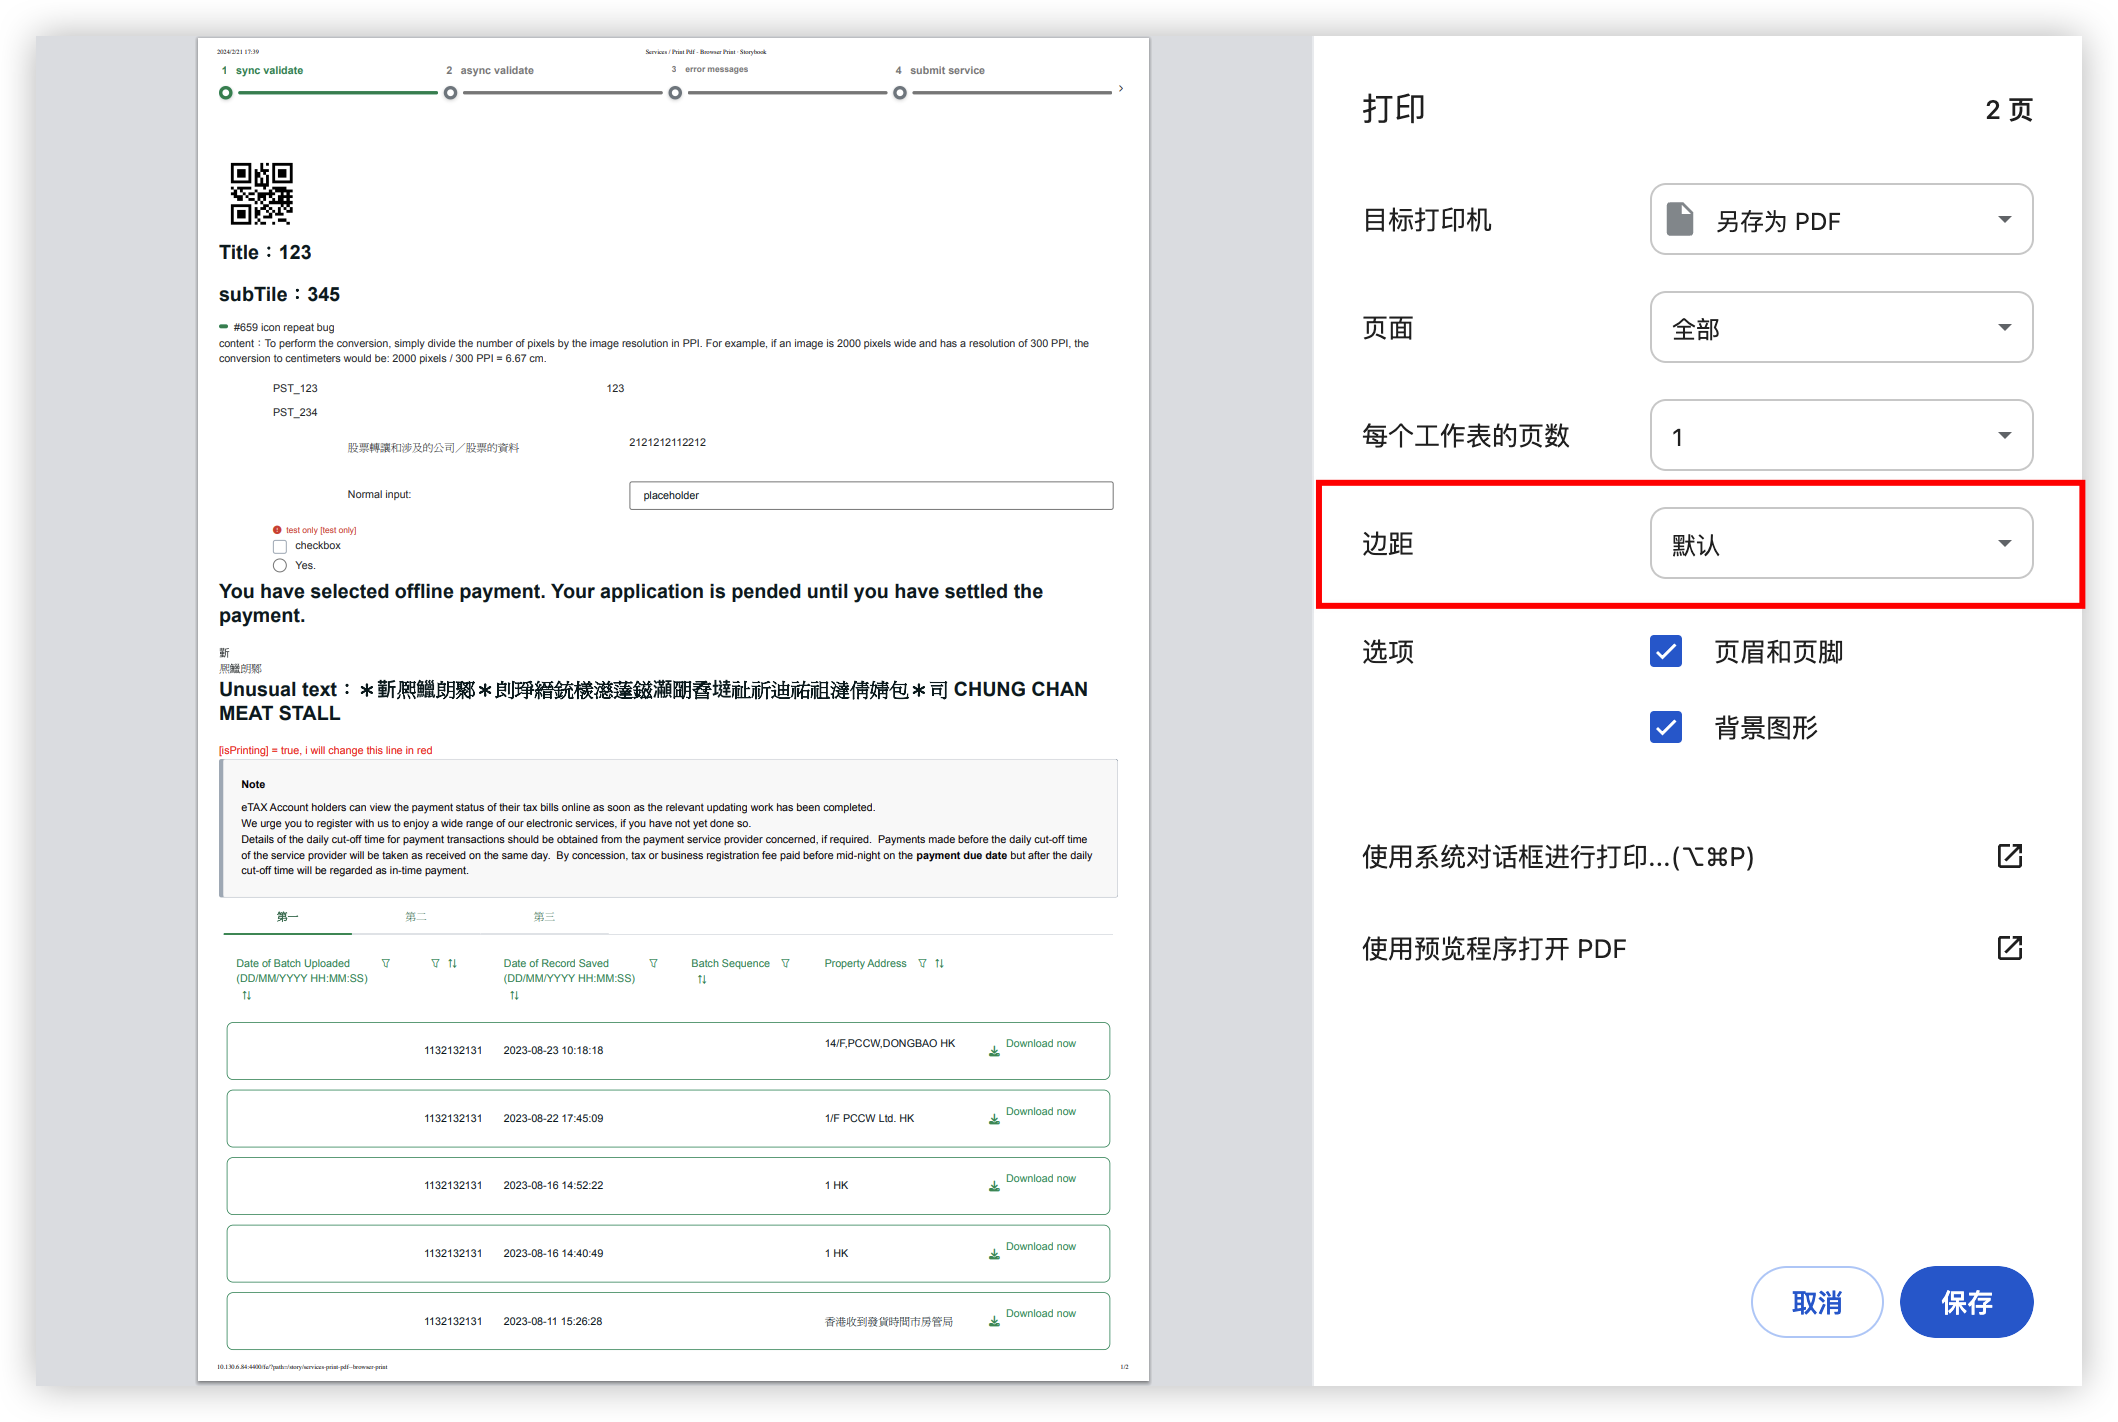 2024/2/21 17:39
Services / Print Pdf - Browser Print · Storybook
1 sync validate
2 async validate
3 error messages
4 submit service
Title：123
subTile：345
#659 icon repeat bug
content：To perform the conversion, simply divide the number of pixels by the image resolution in PPI. For example, if an image is 2000 pixels wide and has a resolution of 300 PPI, the
conversion to centimeters would be: 2000 pixels / 300 PPI = 6.67 cm.
PST_123 123
PST_234
股票轉讓和涉及的公司／股票的資料 2121212112212
Normal input: placeholder
test only [test only]
checkbox
Yes.
You have selected offline payment. Your application is pended until you have settled the
payment.
Unusual text： CHUNG CHAN
MEAT STALL
[isPrinting] = true, i will change this line in red
Note
eTAX Account holders can view the payment status of their tax bills online as soon as the relevant updating work has been completed.
We urge you to register with us to enjoy a wide range of our electronic services, if you have not yet done so.
Details of the daily cut-off time for payment transactions should be obtained from the payment service provider concerned, if required. Payments made before the daily cut-off time
of the service provider will be taken as received on the same day. By concession, tax or business registration fee paid before mid-night on the payment due date but after the daily
cut-off time will be regarded as in-time payment.
第一 第二 第三
Date of Batch Uploaded Date of Record Saved Batch Sequence Property Address
(DD/MM/YYYY HH:MM:SS) (DD/MM/YYYY HH:MM:SS)
1132132131 2023-08-23 10:18:18 14/F,PCCW,DONGBAO HK Download now
1132132131 2023-08-22 17:45:09 1/F PCCW Ltd. HK Download now
1132132131 2023-08-16 14:52:22 1 HK Download now
1132132131 2023-08-16 14:40:49 1 HK Download now
1132132131 2023-08-11 15:26:28 香港收到發貨時間市房管局 Download now
10.130.6.84:4400/fe/?path=/story/services-print-pdf--browser-print 1/2
打印 2 页
目标打印机 另存为 PDF
页面 全部
每个工作表的页数 1
边距 默认
选项 页眉和页脚
背景图形
使用系统对话框进行打印...(⌥⌘P)
使用预览程序打开 PDF
取消 保存